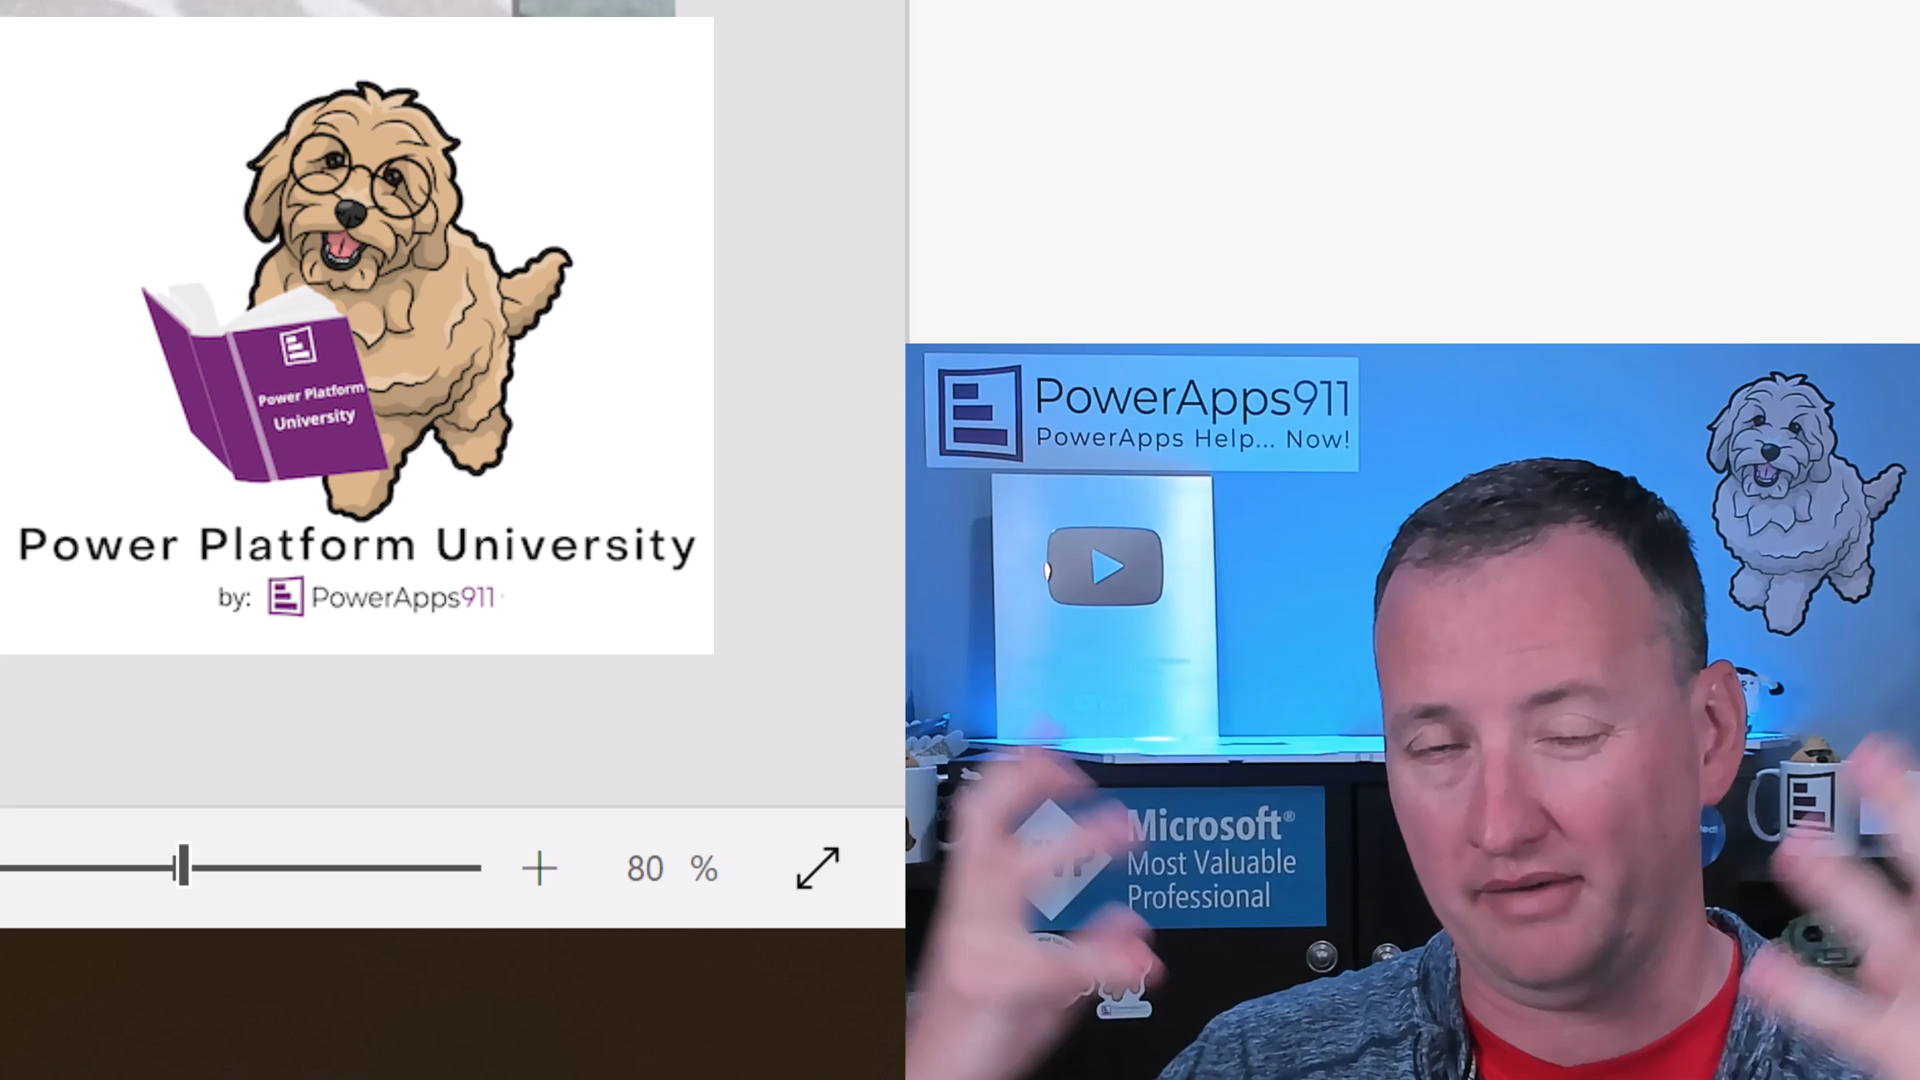 Power Platform
University
Power Platform University
by: PowerApps911
80 %
PowerApps911
PowerApps Help... Now!
Microsoft®
Most Valuable
Professional